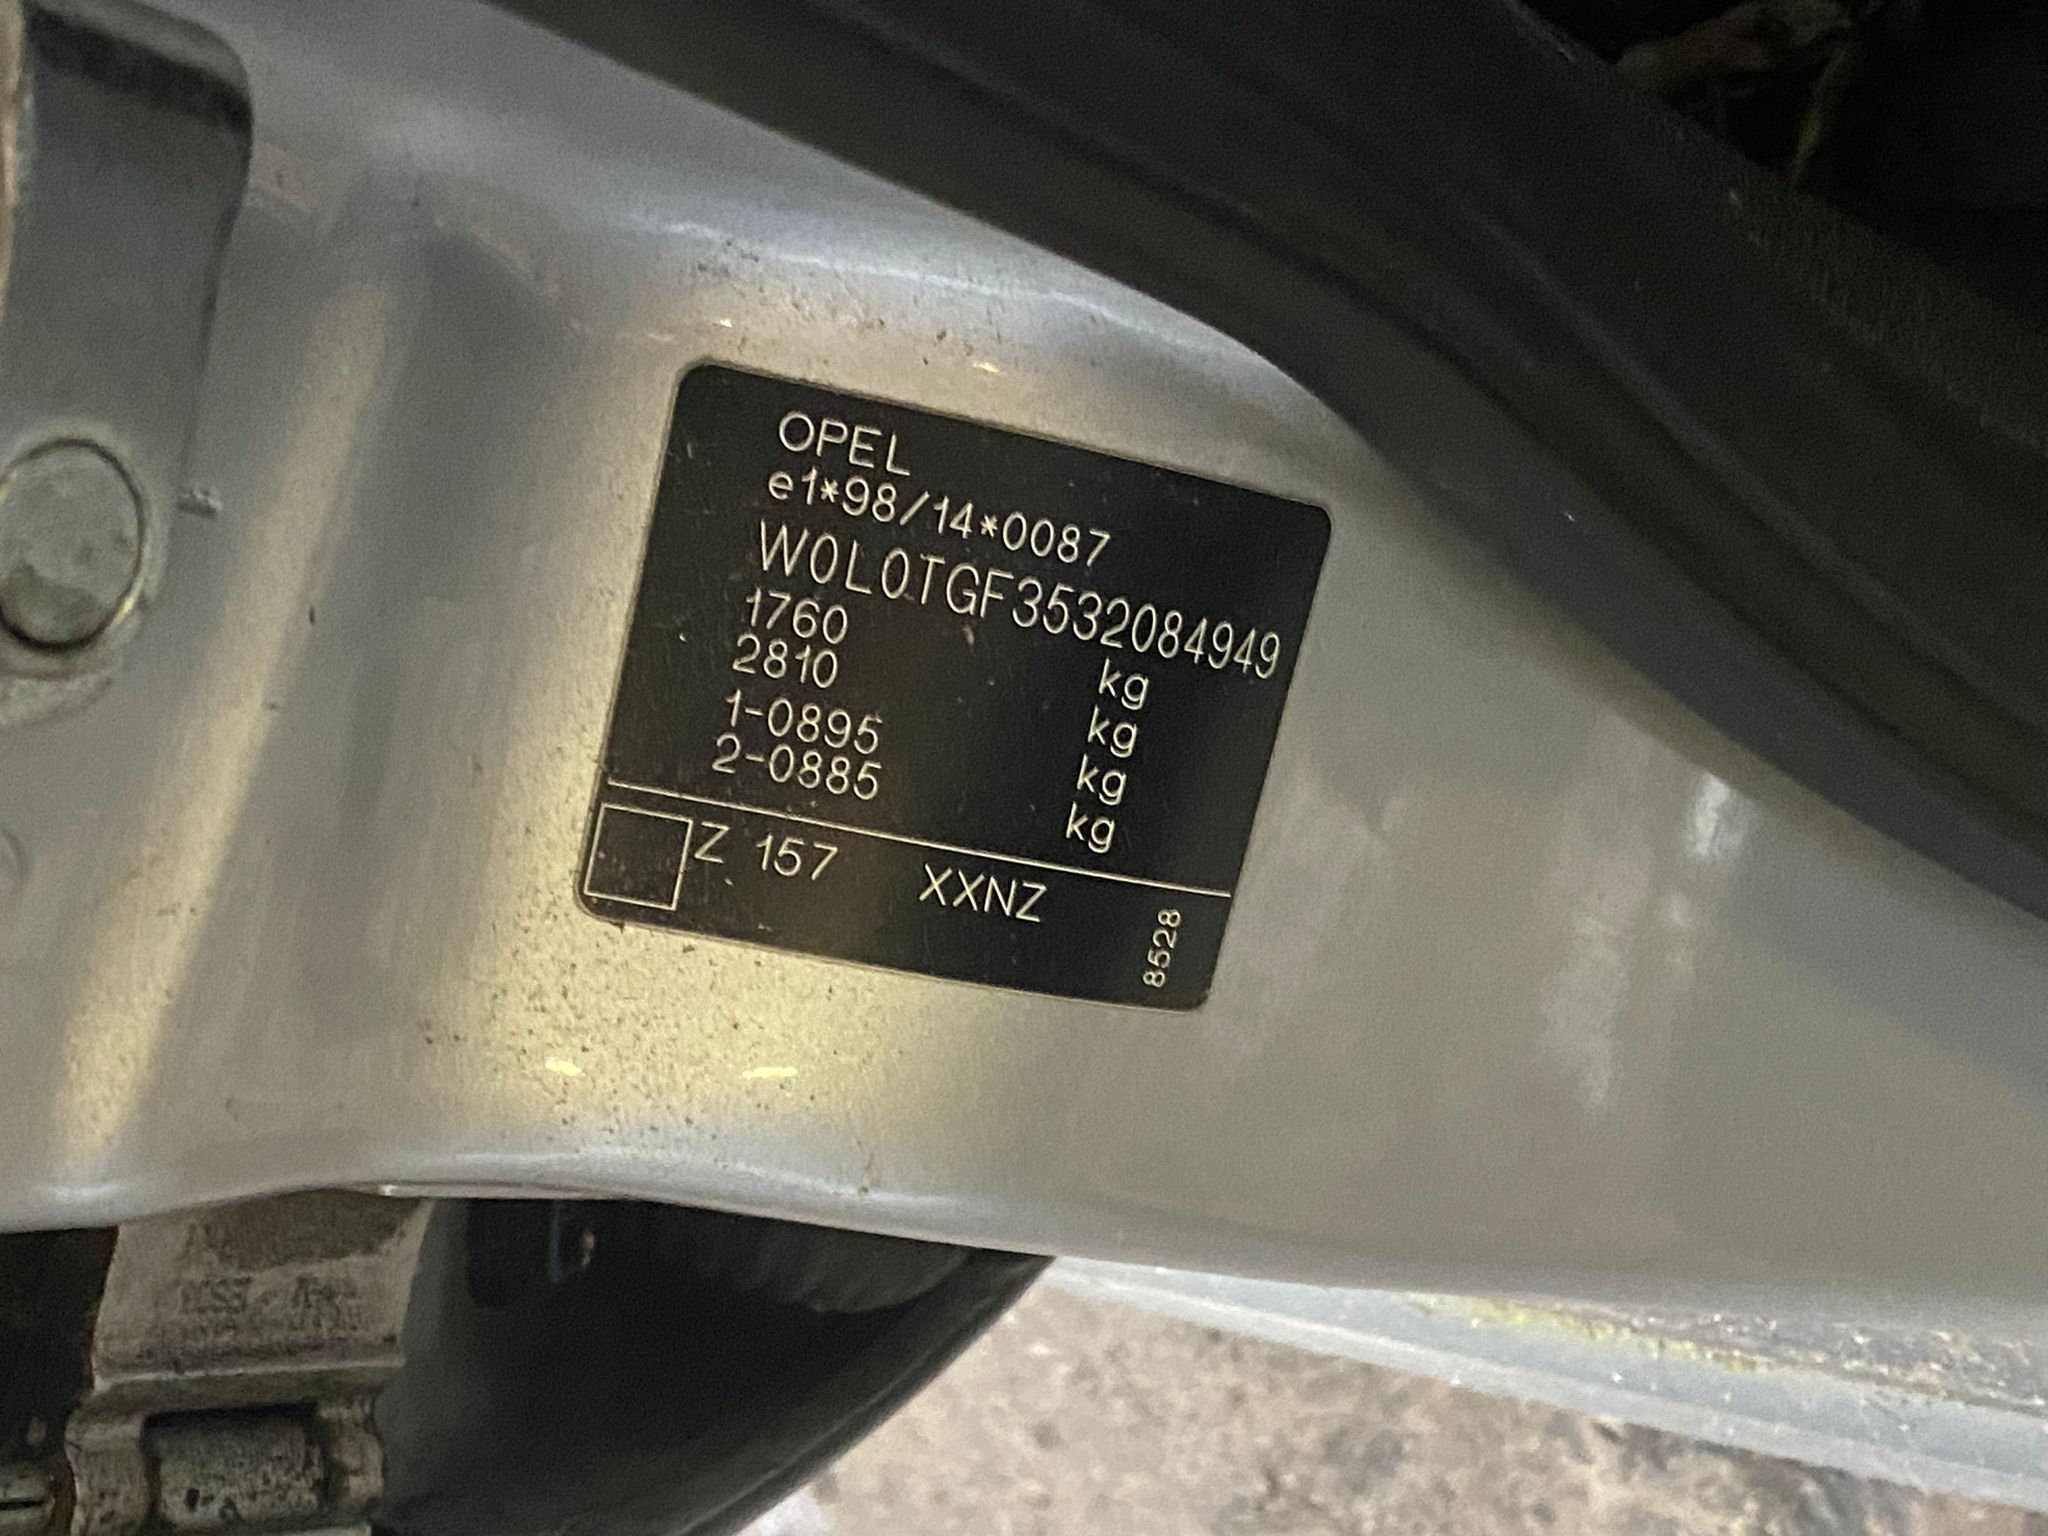 OPEL
e1*98/14*0087
W0L0TGF3532084949
1760 kg
2810 kg
1-0895 kg
2-0885 kg
Z 157 XXNZ
8528